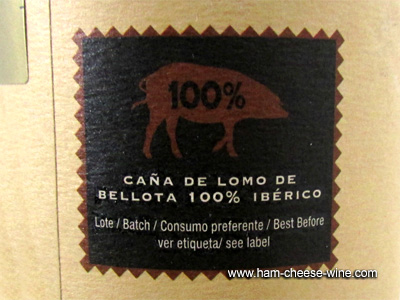 100%
CAÑA DE LOMO DE
BELLOTA 100% IBÉRICO
Lote / Batch / Consumo preferente / Best Before
ver etiqueta/ see label
www.ham-cheese-wine.com